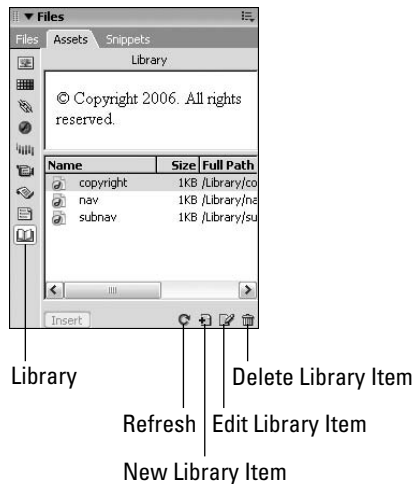 Files
Files Assets Snippets
Library
© Copyright 2006. All rights
reserved.
Name Size Full Path
copyright 1KB /Library/co
nav 1KB /Library/na
subnav 1KB /Library/su
Insert
Library
Delete Library Item
Refresh
Edit Library Item
New Library Item